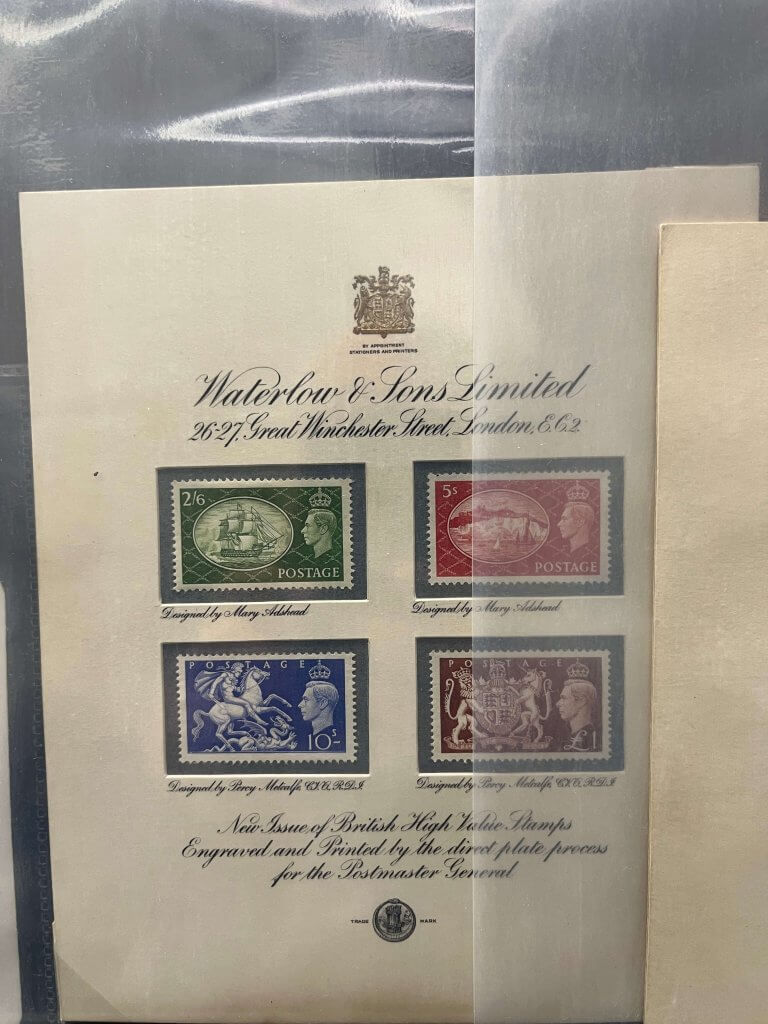 BY APPOINTMENT
STATIONERS AND PRINTERS
Waterlow & Sons Limited
26-27, Great Winchester Street, London, E.C.2.
2/6
POSTAGE
5s
POSTAGE
Designed by Mary Adshead
Designed by Mary Adshead
POSTAGE
10s-
POSTAGE
£1
Designed by Percy Metcalfe, C.V.O., R.D.I.
Designed by Percy Metcalfe, C.V.O., R.D.I.
New Issue of British High Value Stamps
Engraved and Printed by the direct plate process
for the Postmaster General
TRADE MARK